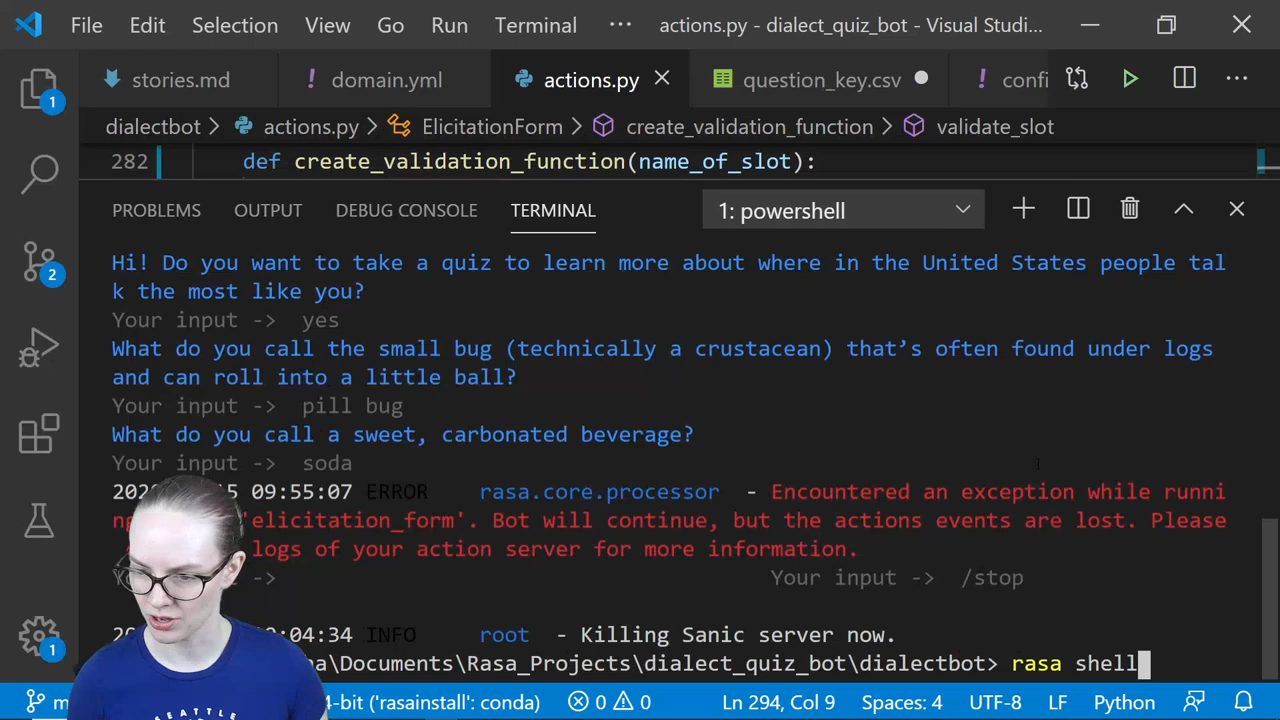 File Edit Selection View Go Run Terminal ··· actions.py - dialect_quiz_bot - Visual Studi...
stories.md ! domain.yml actions.py question_key.csv ! confi ···
dialectbot > actions.py > ElicitationForm > create_validation_function > validate_slot
282 def create_validation_function(name_of_slot):
PROBLEMS OUTPUT DEBUG CONSOLE TERMINAL 1: powershell
Hi! Do you want to take a quiz to learn more about where in the United States people tal
k the most like you?
Your input -> yes
What do you call the small bug (technically a crustacean) that’s often found under logs
and can roll into a little ball?
Your input -> pill bug
What do you call a sweet, carbonated beverage?
Your input -> soda
09:55:07 ERROR rasa.core.processor - Encountered an exception while runni
'elicitation_form'. Bot will continue, but the actions events are lost. Please
logs of your action server for more information.
-> Your input -> /stop
:04:34 INFO root - Killing Sanic server now.
\Documents\Rasa_Projects\dialect_quiz_bot\dialectbot> rasa shell
4-bit ('rasainstall': conda) 0 0 Ln 294, Col 9 Spaces: 4 UTF-8 LF Python
1
2
1